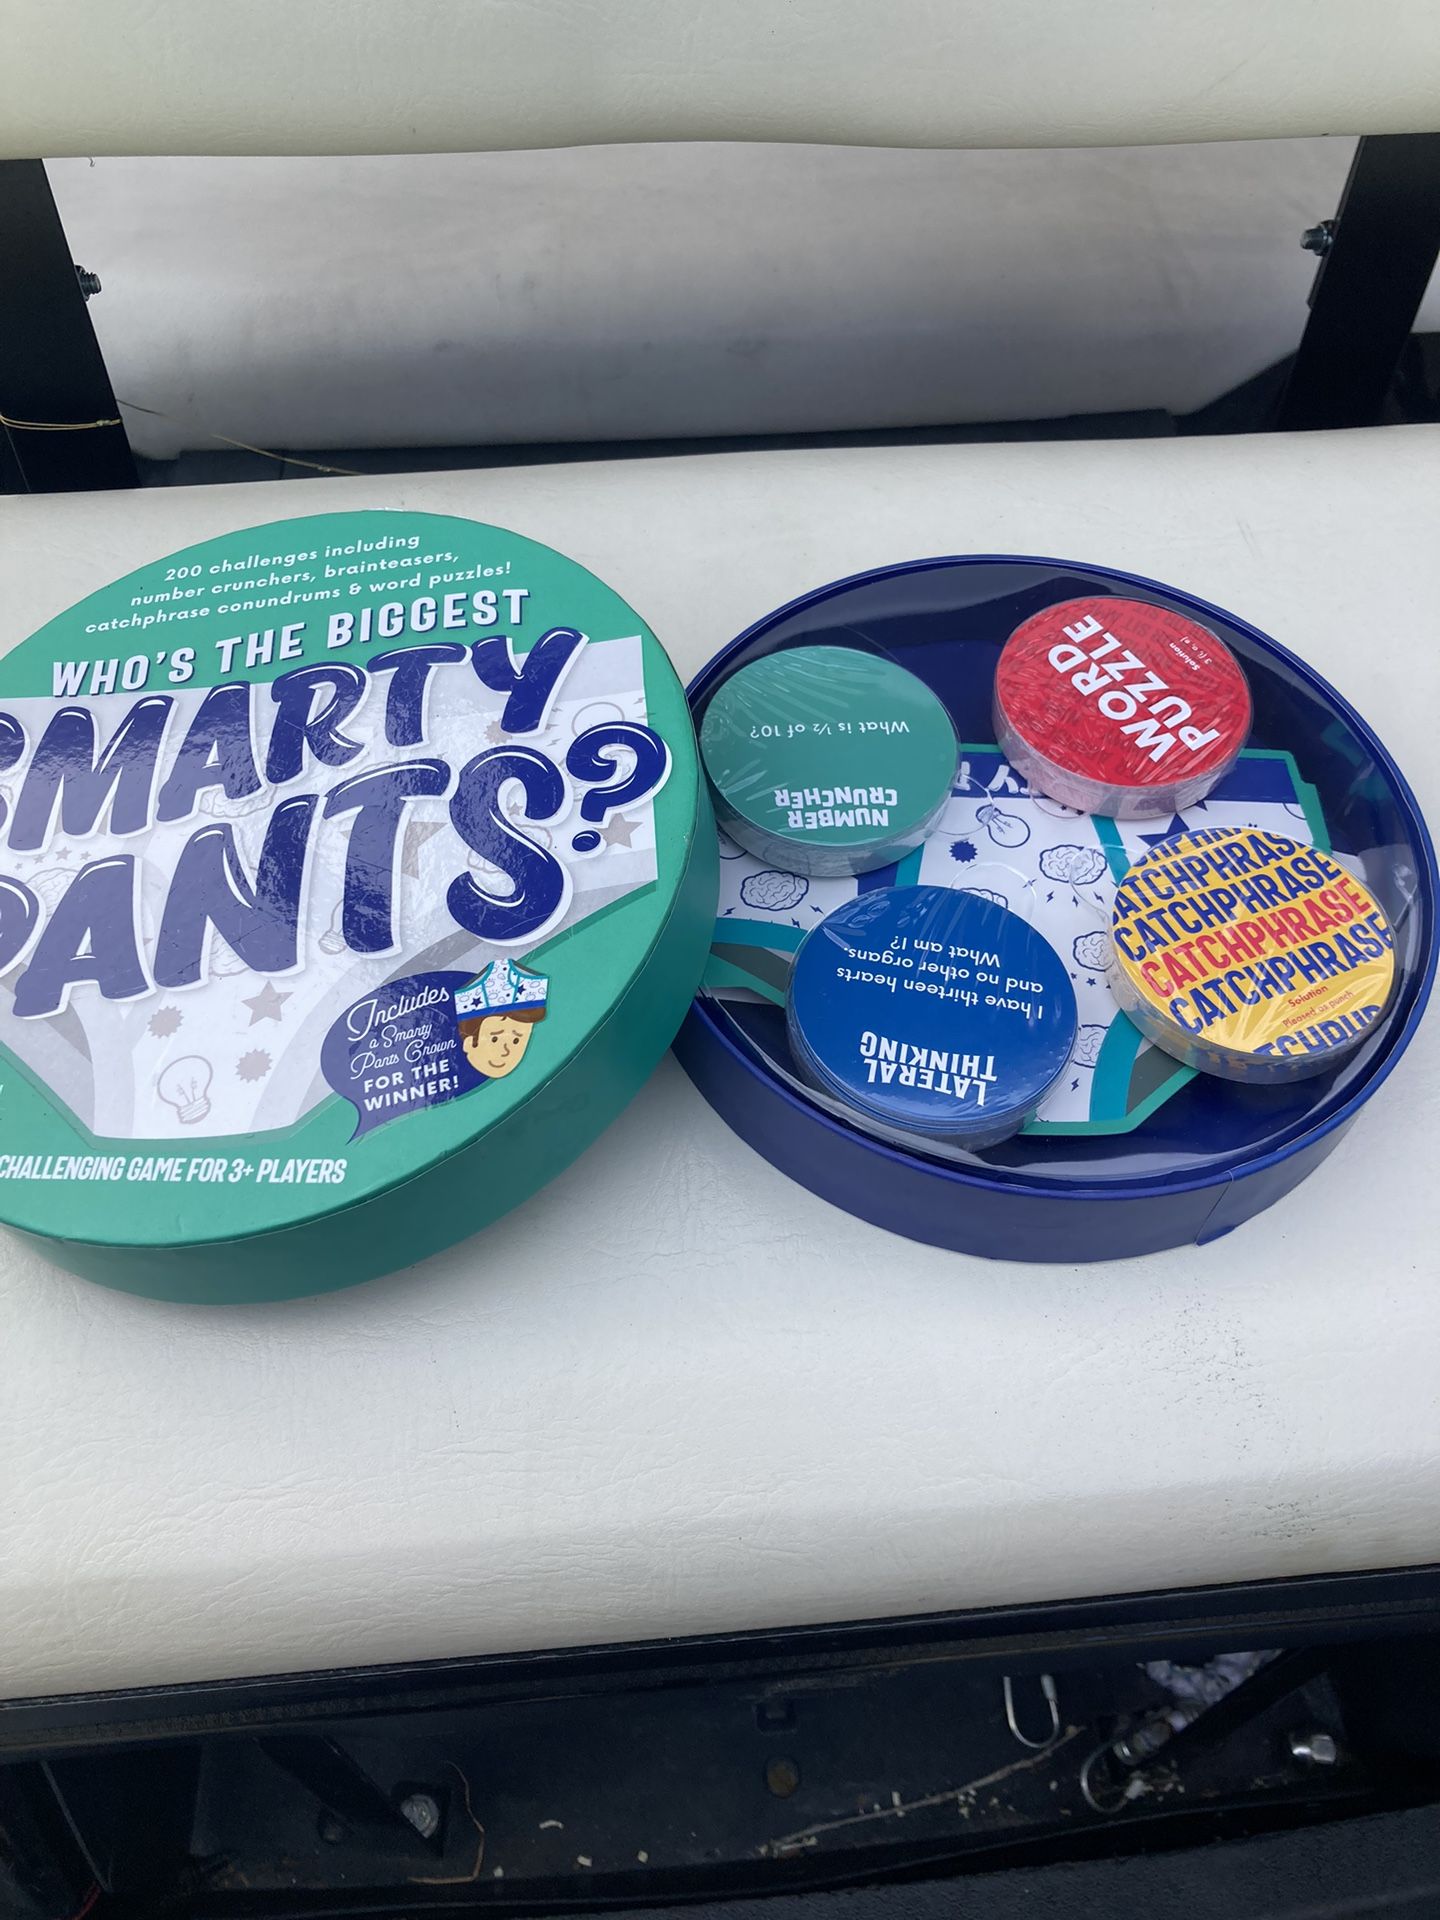 200 challenges including
number crunchers, brainteasers,
catchphrase conundrums & word puzzles!
WHO'S THE BIGGEST
SMARTY
PANTS?
Includes
a Smarty
Pants Crown
FOR THE
WINNER!
CHALLENGING GAME FOR 3+ PLAYERS
NUMBER
CRUNCHER
What is ½ of 10?
WORD
PUZZLE
Solution
LATERAL
THINKING
I have thirteen hearts
and no other organs.
What am I?
CATCHPHRASE
CATCHPHRASE
CATCHPHRASE
CATCHPHRASE
Solution
Pleased as punch